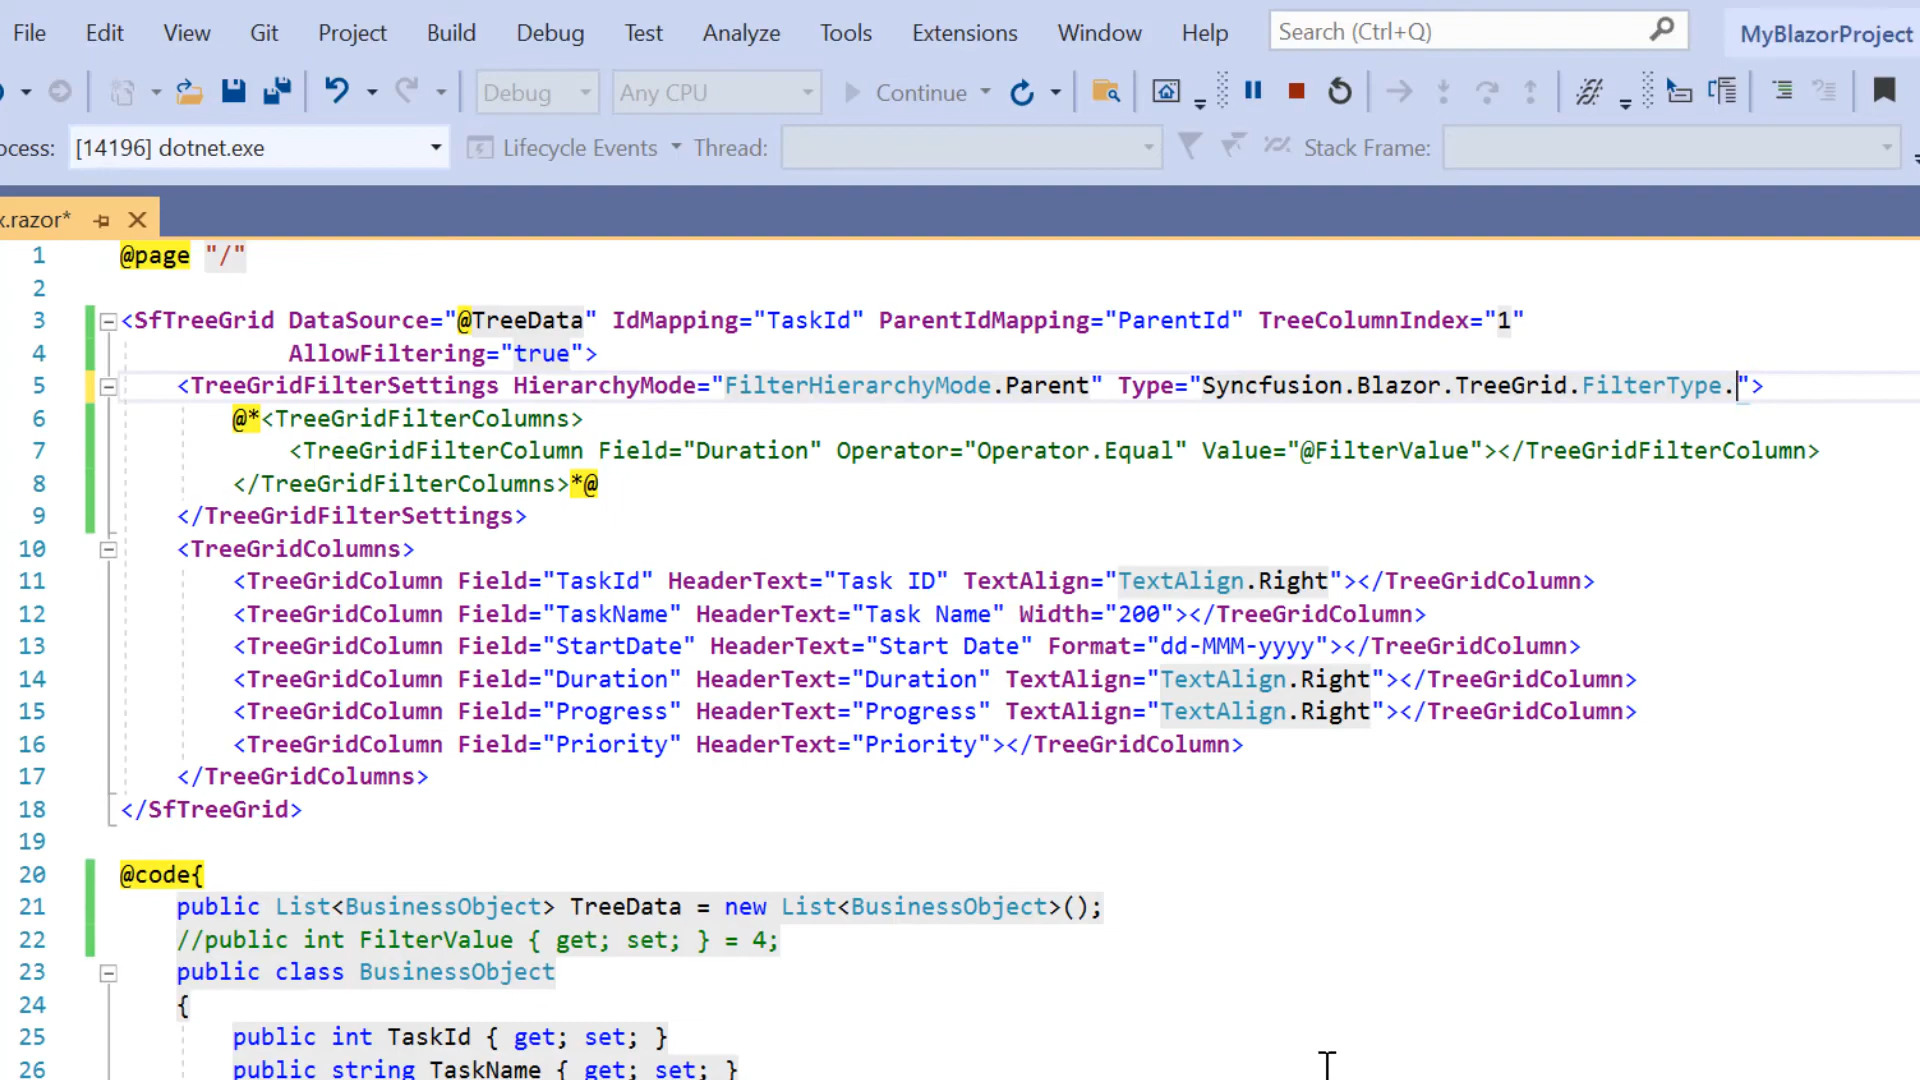 File Edit View Git Project Build Debug Test Tools Analyze Extensions Window Help Search (Ctrl+Q) MyBlazorProject
Debug Any CPU Continue
ocess: [14196] dotnet.exe Lifecycle Events Thread: Stack Frame:
x.razor*
1 @page "/"
2
3 <SfTreeGrid DataSource="@TreeData" IdMapping="TaskId" ParentIdMapping="ParentId" TreeColumnIndex="1"
4 AllowFiltering="true">
5 <TreeGridFilterSettings HierarchyMode="FilterHierarchyMode.Parent" Type="Syncfusion.Blazor.TreeGrid.FilterType.">
6 @*<TreeGridFilterColumns>
7 <TreeGridFilterColumn Field="Duration" Operator="Operator.Equal" Value="@FilterValue"></TreeGridFilterColumn>
8 </TreeGridFilterColumns>*@
9 </TreeGridFilterSettings>
10 <TreeGridColumns>
11 <TreeGridColumn Field="TaskId" HeaderText="Task ID" TextAlign="TextAlign.Right"></TreeGridColumn>
12 <TreeGridColumn Field="TaskName" HeaderText="Task Name" Width="200"></TreeGridColumn>
13 <TreeGridColumn Field="StartDate" HeaderText="Start Date" Format="dd-MMM-yyyy"></TreeGridColumn>
14 <TreeGridColumn Field="Duration" HeaderText="Duration" TextAlign="TextAlign.Right"></TreeGridColumn>
15 <TreeGridColumn Field="Progress" HeaderText="Progress" TextAlign="TextAlign.Right"></TreeGridColumn>
16 <TreeGridColumn Field="Priority" HeaderText="Priority"></TreeGridColumn>
17 </TreeGridColumns>
18 </SfTreeGrid>
19
20 @code{
21 public List<BusinessObject> TreeData = new List<BusinessObject>();
22 //public int FilterValue { get; set; } = 4;
23 public class BusinessObject
24 {
25 public int TaskId { get; set; }
26 public string TaskName { get; set; }